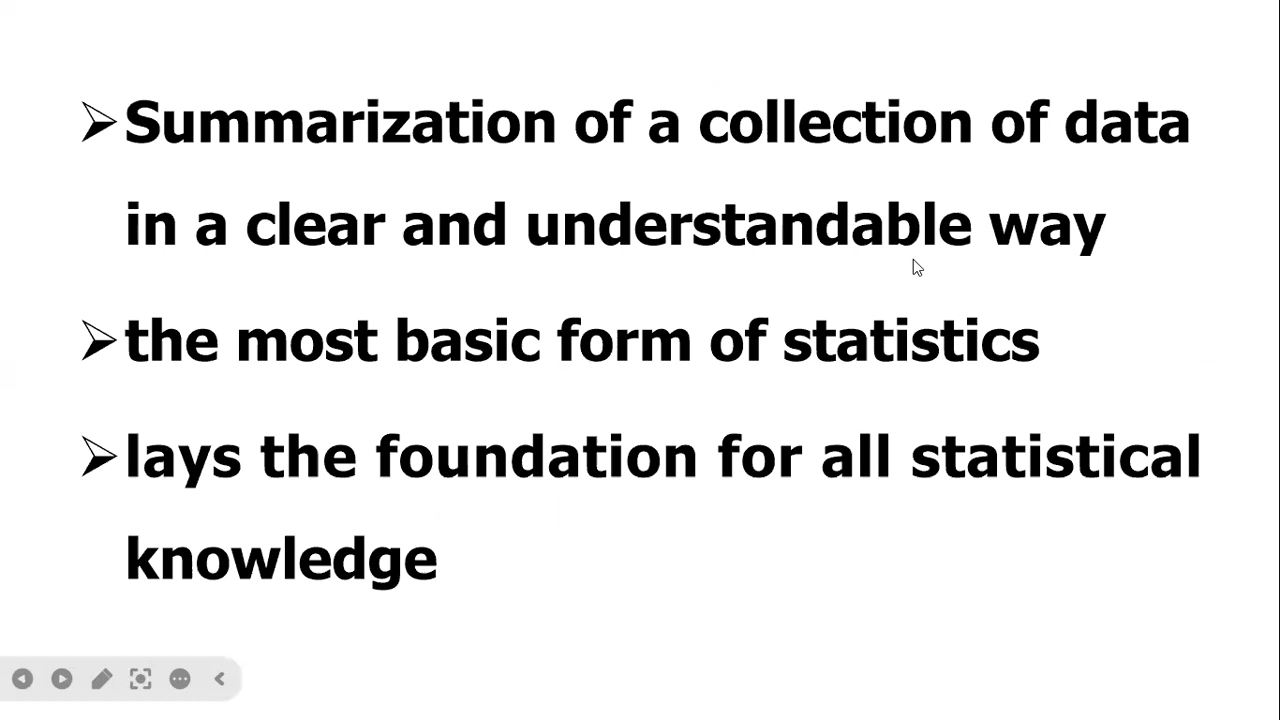 ➢Summarization of a collection of data
in a clear and understandable way
➢the most basic form of statistics
➢lays the foundation for all statistical
knowledge